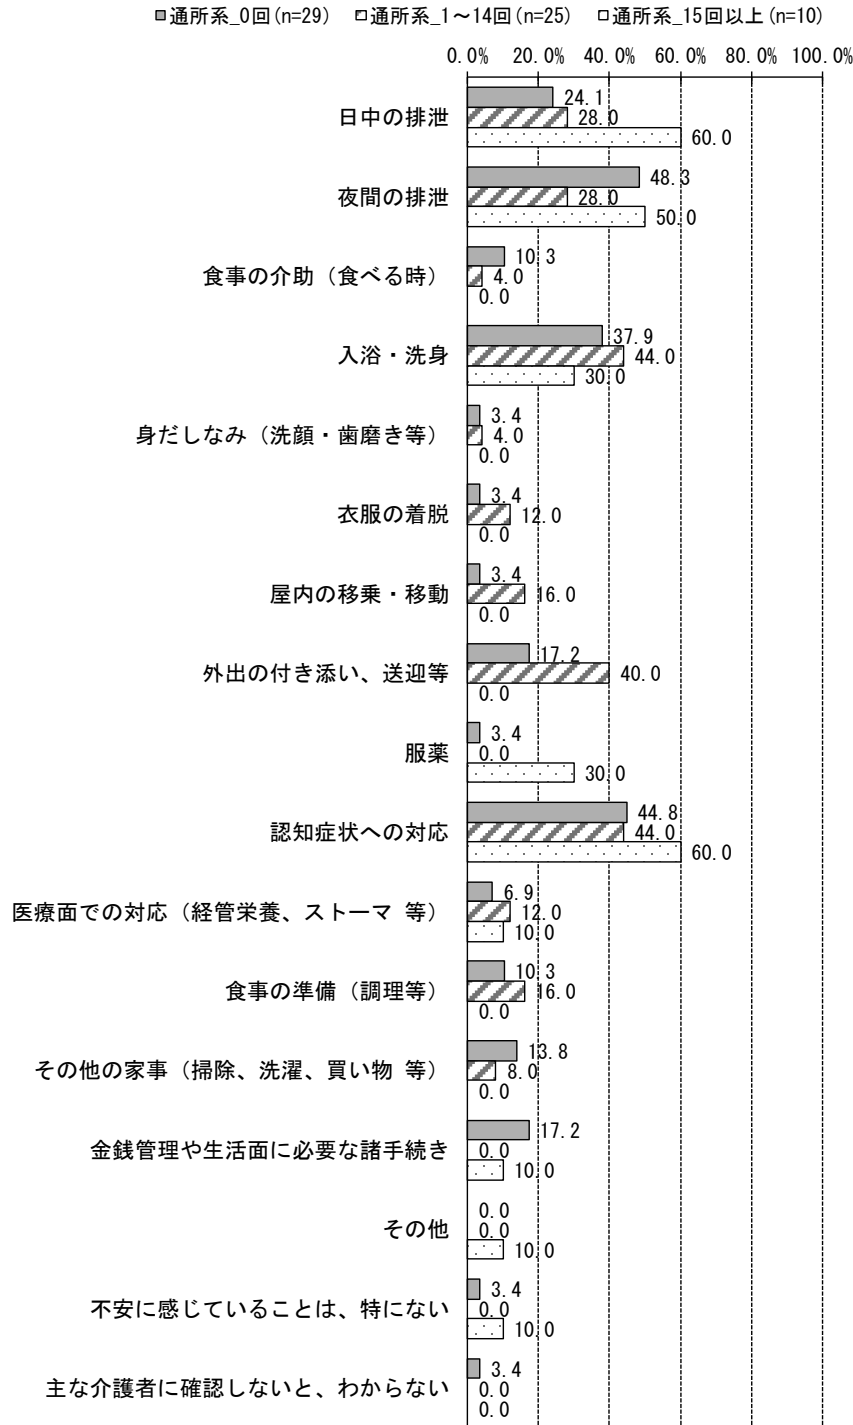 ■通所系_0回(n=29) □通所系_1～14回(n=25) □通所系_15回以上(n=10)
0.0% 20.0% 40.0% 60.0% 80.0% 100.0%
日中の排泄
24.1
28.0
60.0
夜間の排泄
48.3
28.0
50.0
食事の介助（食べる時）
10.3
4.0
0.0
入浴・洗身
37.9
44.0
30.0
身だしなみ（洗顔・歯磨き等）
3.4
4.0
0.0
衣服の着脱
3.4
12.0
0.0
屋内の移乗・移動
3.4
16.0
0.0
外出の付き添い、送迎等
17.2
40.0
0.0
服薬
3.4
0.0
30.0
認知症状への対応
44.8
44.0
60.0
医療面での対応（経管栄養、ストーマ 等）
6.9
12.0
10.0
食事の準備（調理等）
10.3
16.0
0.0
その他の家事（掃除、洗濯、買い物 等）
13.8
8.0
0.0
金銭管理や生活面に必要な諸手続き
17.2
0.0
10.0
その他
0.0
0.0
10.0
不安に感じていることは、特にない
3.4
0.0
10.0
主な介護者に確認しないと、わからない
3.4
0.0
0.0